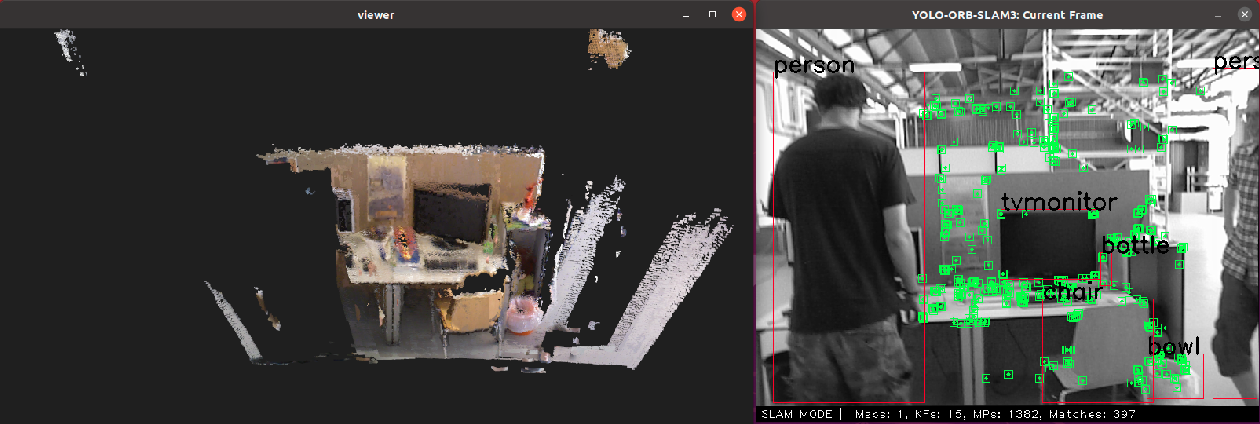 viewer
YOLO-ORB-SLAM3: Current Frame
person
pers
tvmonitor
bottle
chair
bowl
SLAM MODE | Maps: 1, KFs: 15, MPs: 1382, Matches: 397